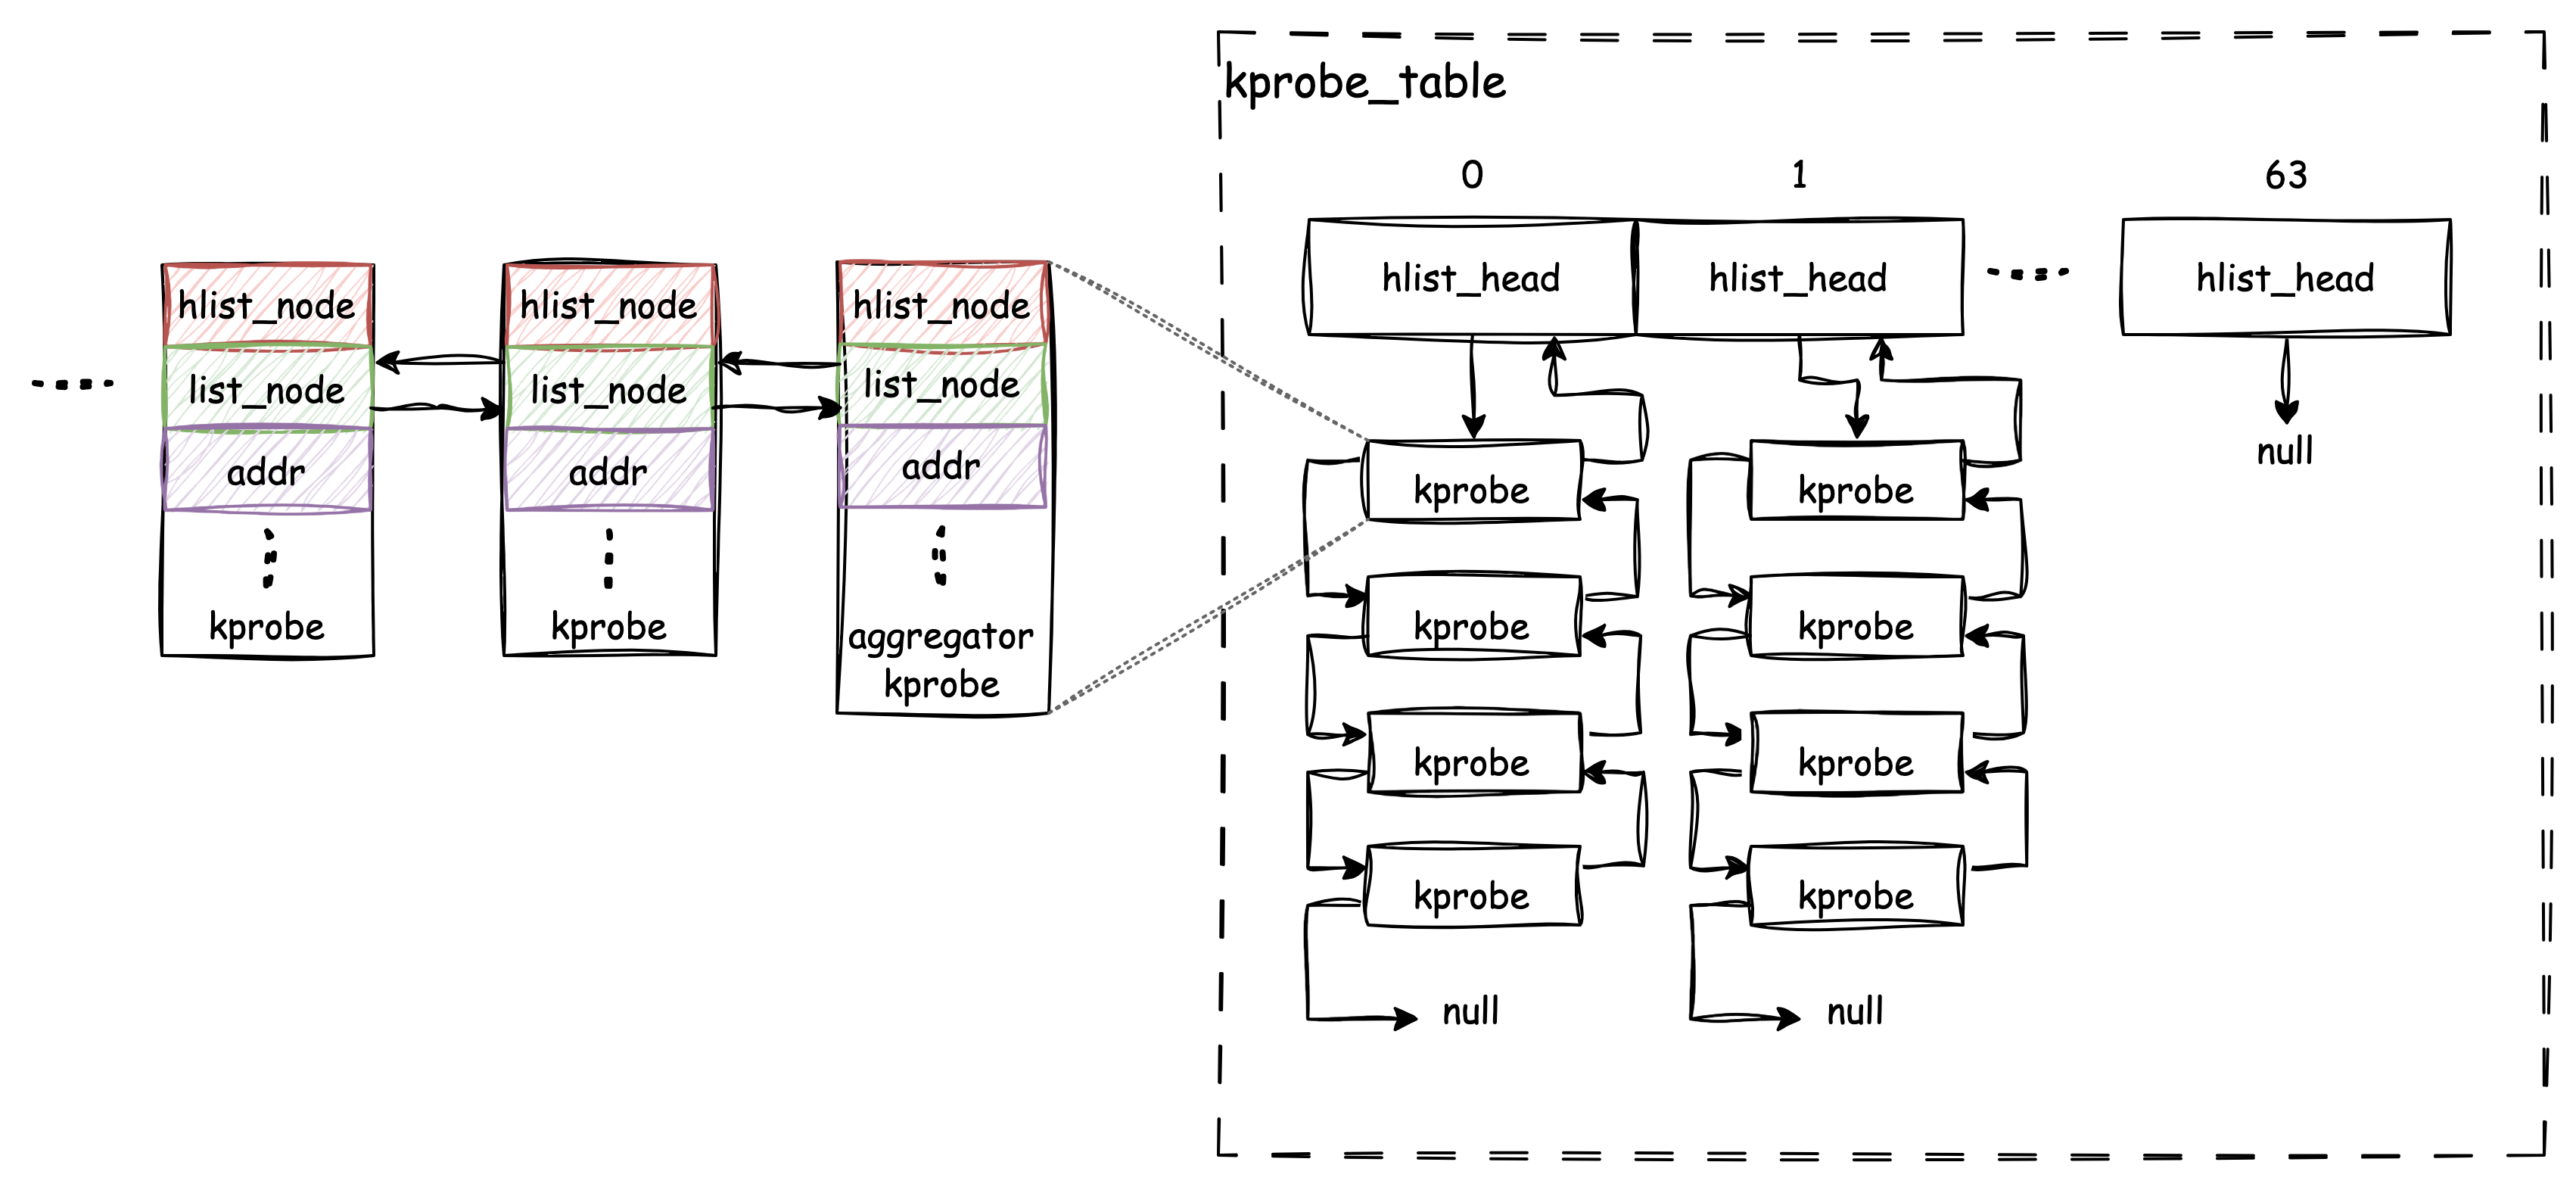 kprobe_table
0
1
63
hlist_head
hlist_head
hlist_head
hlist_node
list_node
addr
kprobe
hlist_node
list_node
addr
kprobe
hlist_node
list_node
addr
aggregator
kprobe
kprobe
kprobe
kprobe
kprobe
null
kprobe
kprobe
kprobe
kprobe
null
null